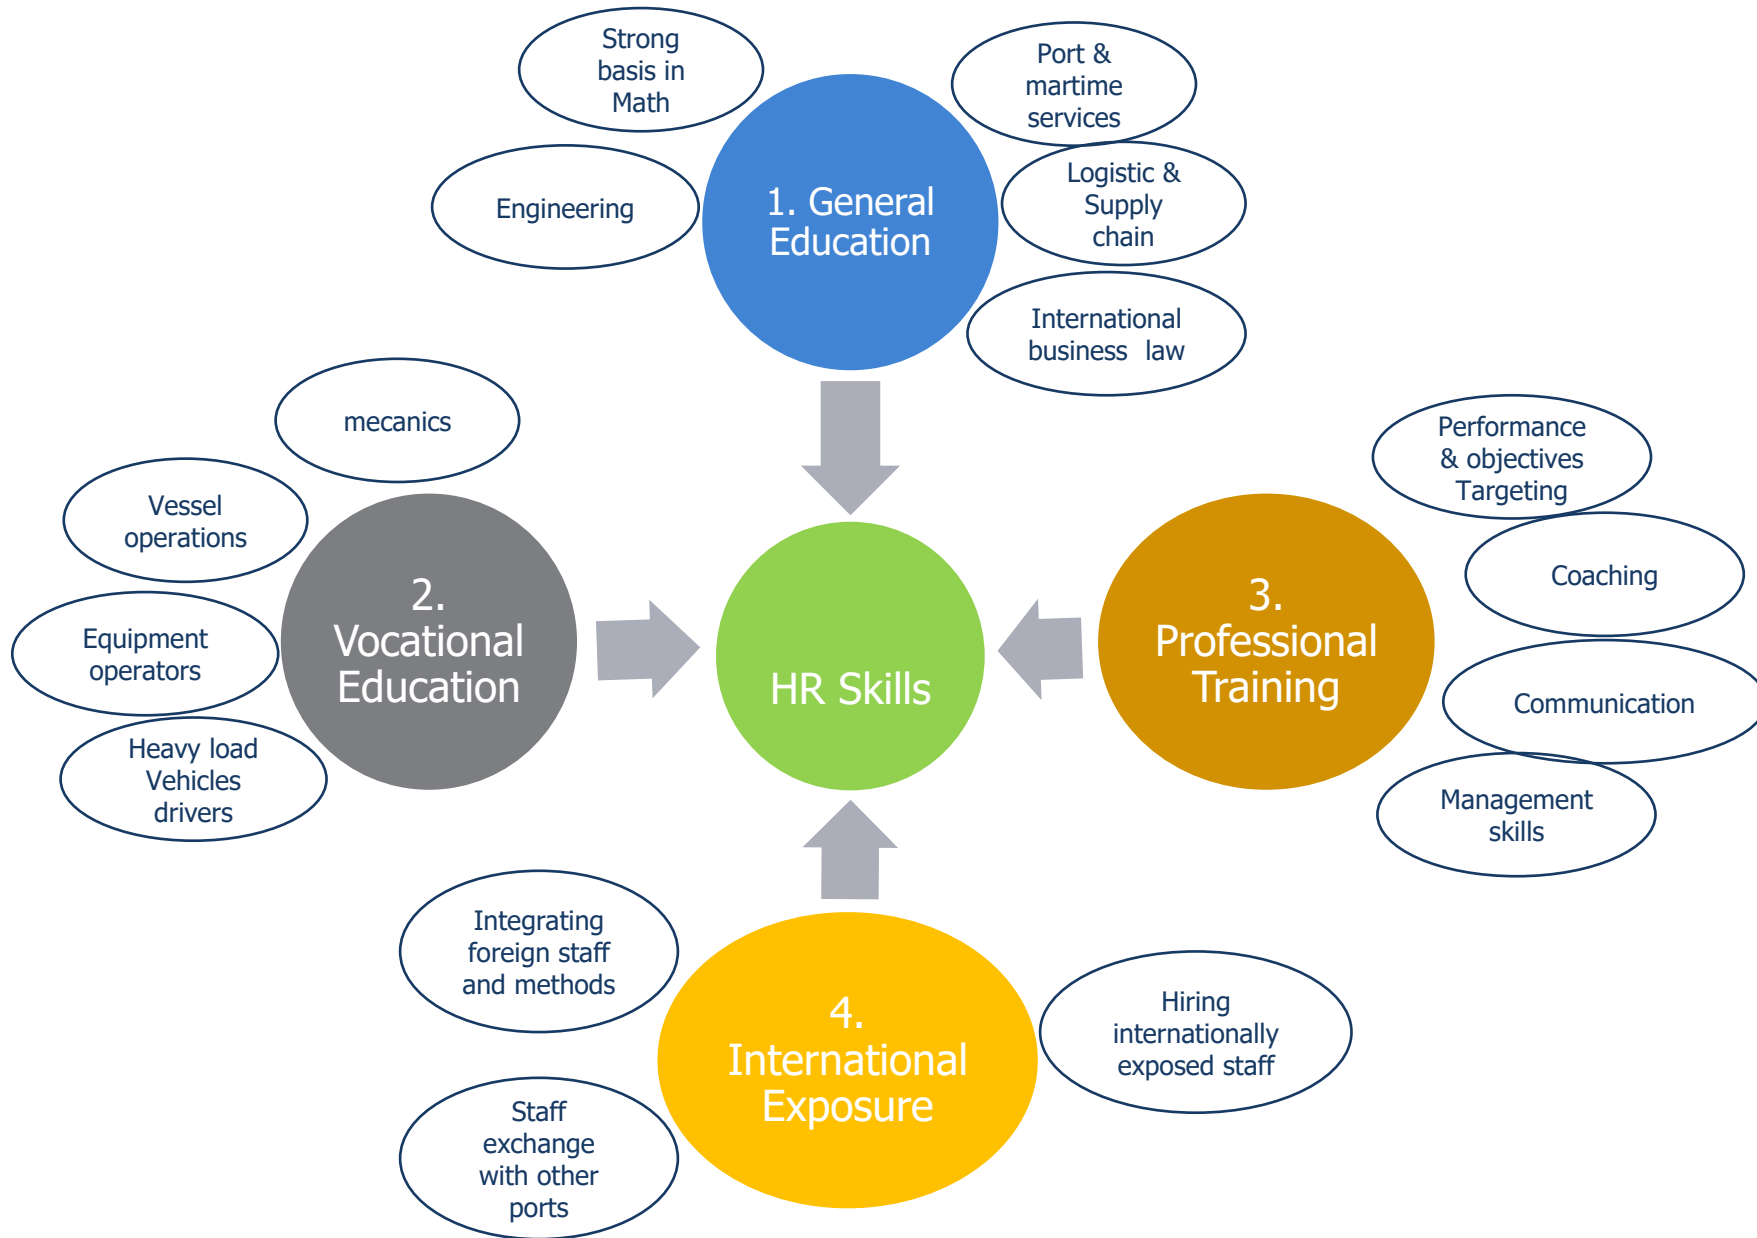 Strong
basis in
Math
Port &
martime
services
Engineering
1. General
Education
Logistic &
Supply
chain
International
business  law
mecanics
Vessel
operations
Equipment
operators
Heavy load
Vehicles
drivers
2.
Vocational
Education
HR Skills
3.
Professional
Training
Performance
& objectives
Targeting
Coaching
Communication
Management
skills
Integrating
foreign staff
and methods
Staff
exchange
with other
ports
4.
International
Exposure
Hiring
internationally
exposed staff